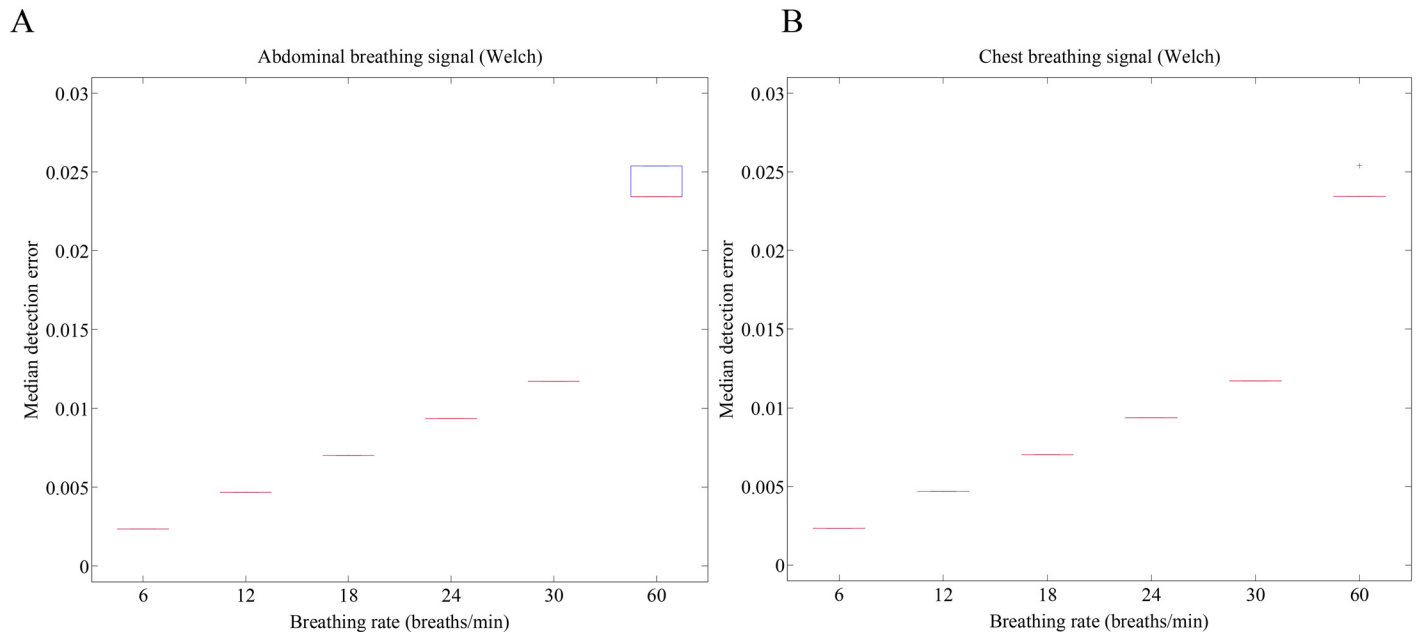 A
Abdominal breathing signal (Welch)
0.03
0.025
0.02
0.015
0.01
0.005
0
Median detection error
6 12 18 24 30 60
Breathing rate (breaths/min)
B
Chest breathing signal (Welch)
0.03
0.025
0.02
0.015
0.01
0.005
0
Median detection error
6 12 18 24 30 60
Breathing rate (breaths/min)